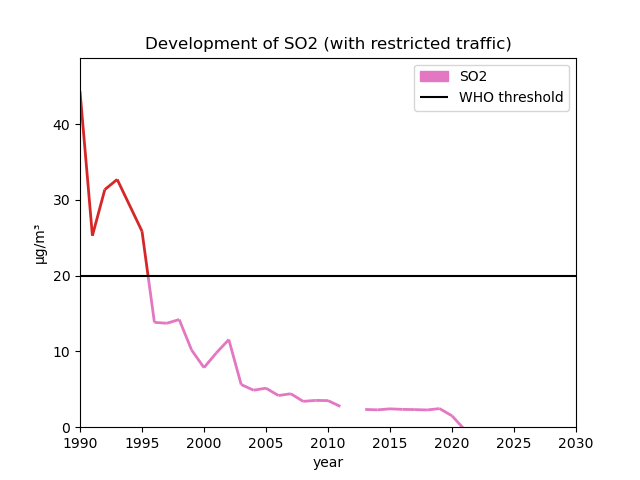 Development of SO2 (with restricted traffic)
SO2
WHO threshold
40
30
20
10
0
µg/m³
1990 1995 2000 2005 2010 2015 2020 2025 2030
year